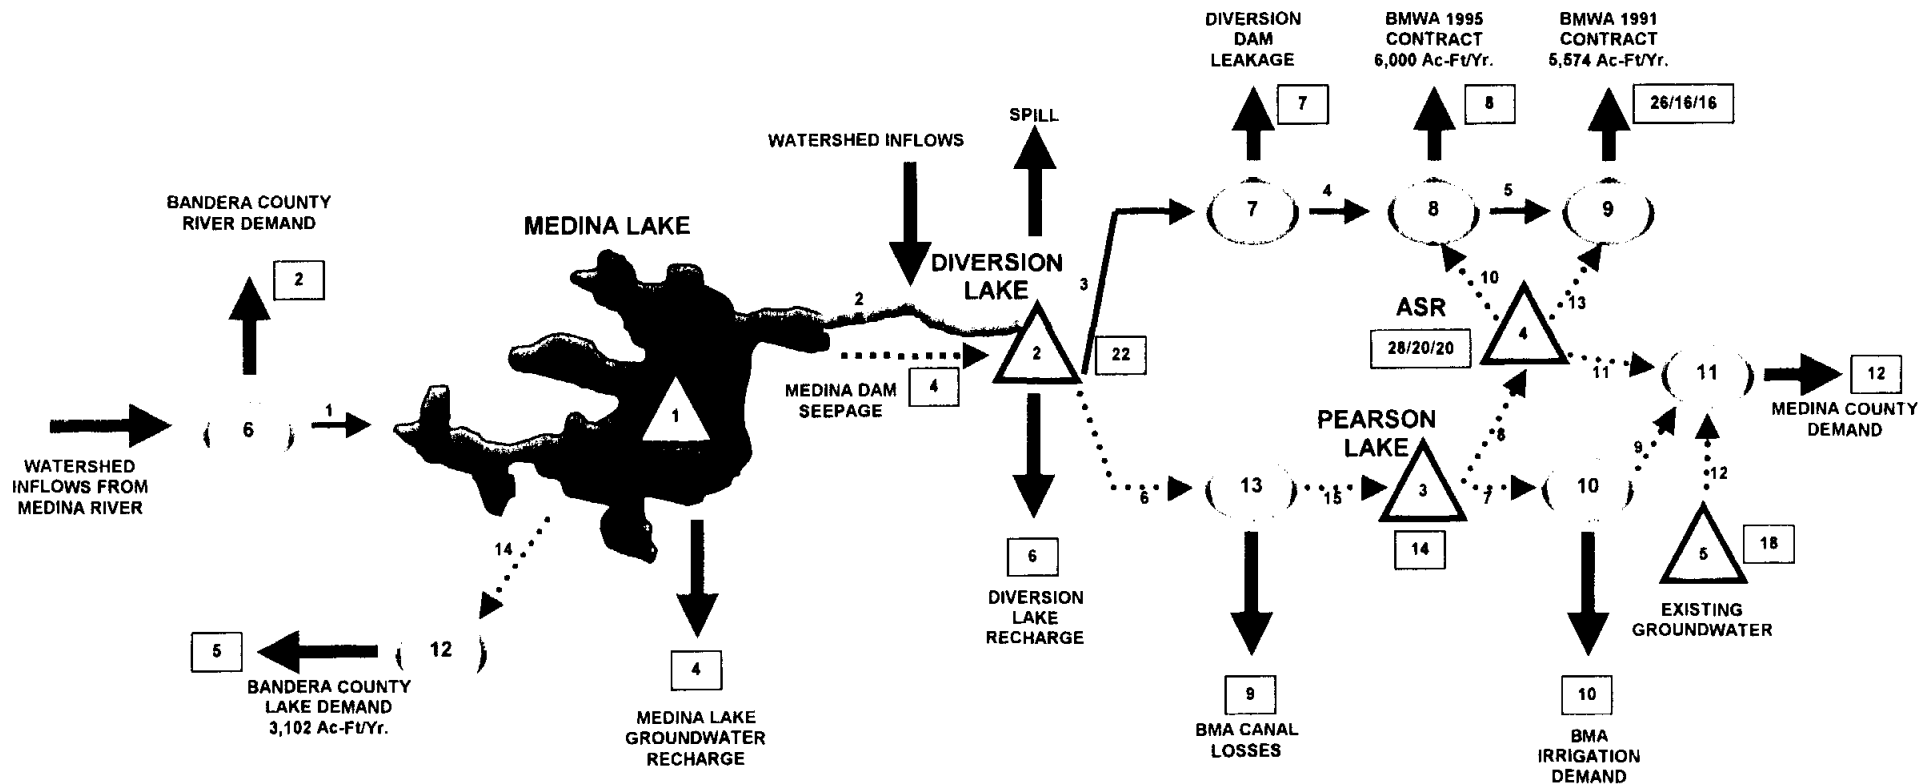 DIVERSION
DAM
LEAKAGE
7
BMWA 1995
CONTRACT
6,000 Ac-Ft/Yr.
8
BMWA 1991
CONTRACT
5,574 Ac-Ft/Yr.
26/16/16
SPILL
WATERSHED INFLOWS
BANDERA COUNTY
RIVER DEMAND
2
MEDINA LAKE
DIVERSION
LAKE
7
4
8
5
9
3
2
10
13
ASR
28/20/20
4
2
22
MEDINA DAM
SEEPAGE
4
11
11
12
MEDINA COUNTY
DEMAND
6
1
1
WATERSHED
INFLOWS FROM
MEDINA RIVER
PEARSON
LAKE
8
9
12
6
13
15
3
7
10
14
5
18
EXISTING
GROUNDWATER
14
12
5
BANDERA COUNTY
LAKE DEMAND
3,102 Ac-Ft/Yr.
4
MEDINA LAKE
GROUNDWATER
RECHARGE
6
DIVERSION
LAKE
RECHARGE
9
BMA CANAL
LOSSES
10
BMA
IRRIGATION
DEMAND